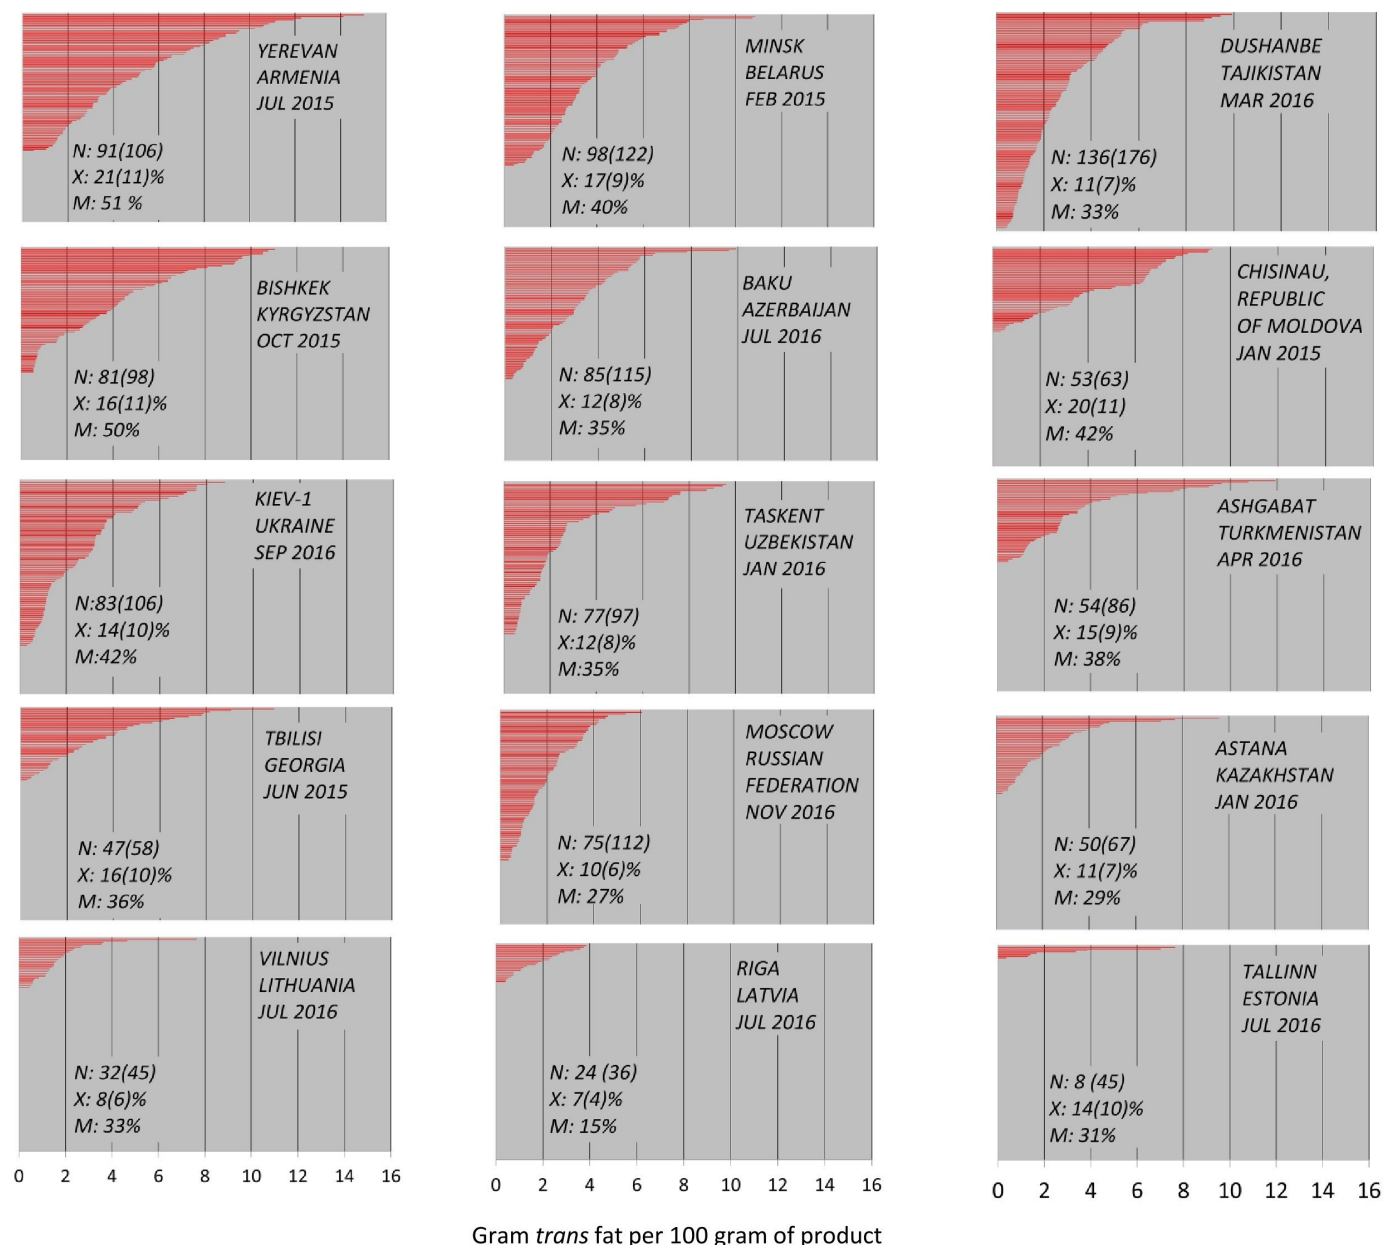 YEREVAN
ARMENIA
JUL 2015
N: 91(106)
X: 21(11)%
M: 51 %
MINSK
BELARUS
FEB 2015
N: 98(122)
X: 17(9)%
M: 40%
DUSHANBE
TAJIKISTAN
MAR 2016
N: 136(176)
X: 11(7)%
M: 33%
BISHKEK
KYRGYZSTAN
OCT 2015
N: 81(98)
X: 16(11)%
M: 50%
BAKU
AZERBAIJAN
JUL 2016
N: 85(115)
X: 12(8)%
M: 35%
CHISINAU,
REPUBLIC
OF MOLDOVA
JAN 2015
N: 53(63)
X: 20(11)
M: 42%
KIEV-1
UKRAINE
SEP 2016
N:83(106)
X: 14(10)%
M:42%
TASKENT
UZBEKISTAN
JAN 2016
N: 77(97)
X:12(8)%
M:35%
ASHGABAT
TURKMENISTAN
APR 2016
N: 54(86)
X: 15(9)%
M: 38%
TBILISI
GEORGIA
JUN 2015
N: 47(58)
X: 16(10)%
M: 36%
MOSCOW
RUSSIAN
FEDERATION
NOV 2016
N: 75(112)
X: 10(6)%
M: 27%
ASTANA
KAZAKHSTAN
JAN 2016
N: 50(67)
X: 11(7)%
M: 29%
VILNIUS
LITHUANIA
JUL 2016
N: 32(45)
X: 8(6)%
M: 33%
RIGA
LATVIA
JUL 2016
N: 24 (36)
X: 7(4)%
M: 15%
TALLINN
ESTONIA
JUL 2016
N: 8 (45)
X: 14(10)%
M: 31%
0 2 4 6 8 10 12 14 16
0 2 4 6 8 10 12 14 16
0 2 4 6 8 10 12 14 16
Gram trans fat per 100 gram of product